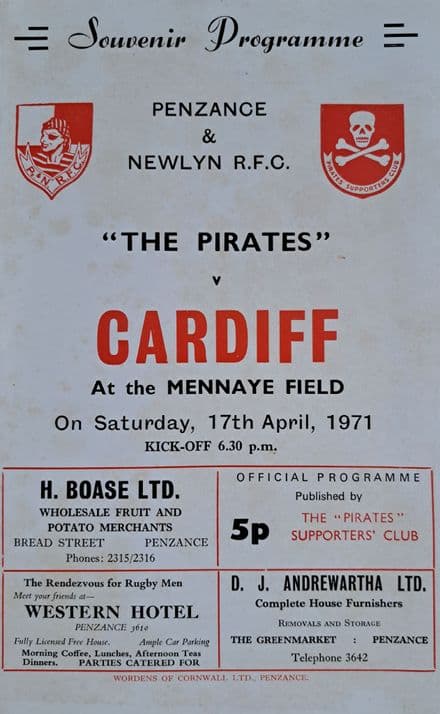 Souvenir Programme
PENZANCE
&
NEWLYN R.F.C.
P&N R.F.C.
PIRATES SUPPORTERS CLUB
"THE PIRATES"
v
CARDIFF
At the MENNAYE FIELD
On Saturday, 17th April, 1971
KICK-OFF 6.30 p.m.
H. BOASE LTD.
WHOLESALE FRUIT AND
POTATO MERCHANTS
BREAD STREET PENZANCE
Phones: 2315/2316
OFFICIAL PROGRAMME
Published by
5p
THE "PIRATES"
SUPPORTERS' CLUB
The Rendezvous for Rugby Men
Meet your friends at—
WESTERN HOTEL
PENZANCE 3610
Fully Licensed Free House. Ample Car Parking
Morning Coffee, Lunches, Afternoon Teas
Dinners. PARTIES CATERED FOR
D. J. ANDREWARTHA LTD.
Complete House Furnishers
REMOVALS AND STORAGE
THE GREENMARKET : PENZANCE
Telephone 3642
WORDENS OF CORNWALL LTD., PENZANCE.